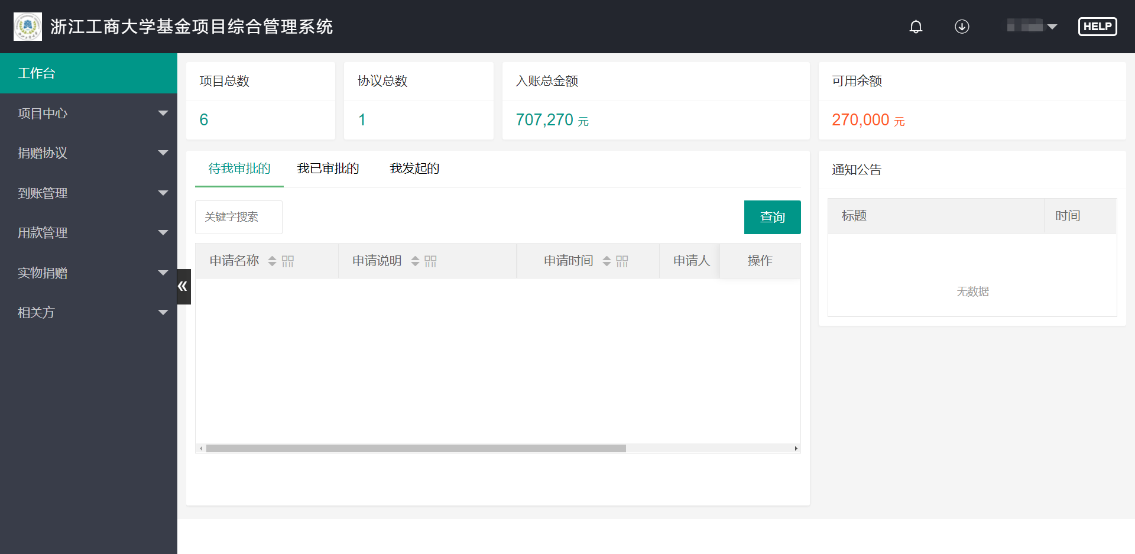 浙江工商大学基金项目综合管理系统
HELP
工作台
项目中心
捐赠协议
到账管理
用款管理
实物捐赠
相关方
项目总数
6
协议总数
1
入账总金额
707,270 元
可用余额
270,000 元
待我审批的 我已审批的 我发起的
关键字搜索
查询
申请名称 申请说明 申请时间 申请人 操作
通知公告
标题 时间
无数据